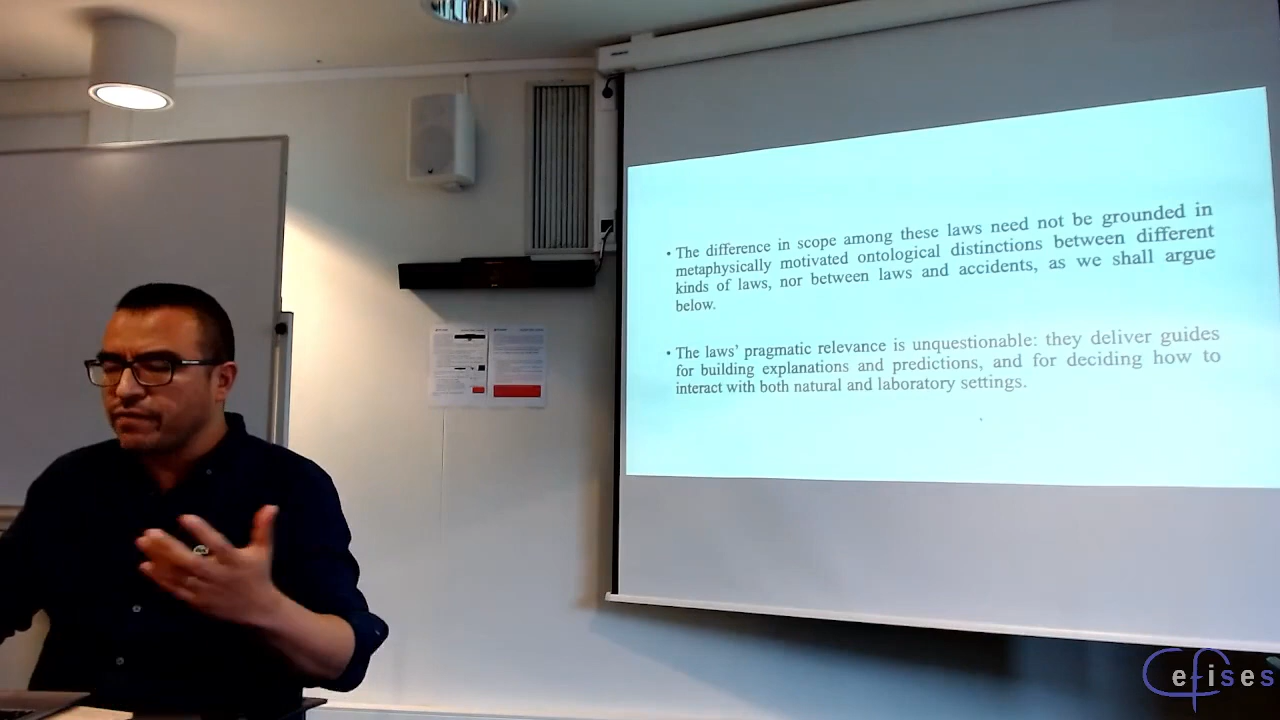 • The difference in scope among these laws need not be grounded in
metaphysically motivated ontological distinctions between different
kinds of laws, nor between laws and accidents, as we shall argue
below.
• The laws' pragmatic relevance is unquestionable: they deliver guides
for building explanations and predictions, and for deciding how to
interact with both natural and laboratory settings.
Cefises